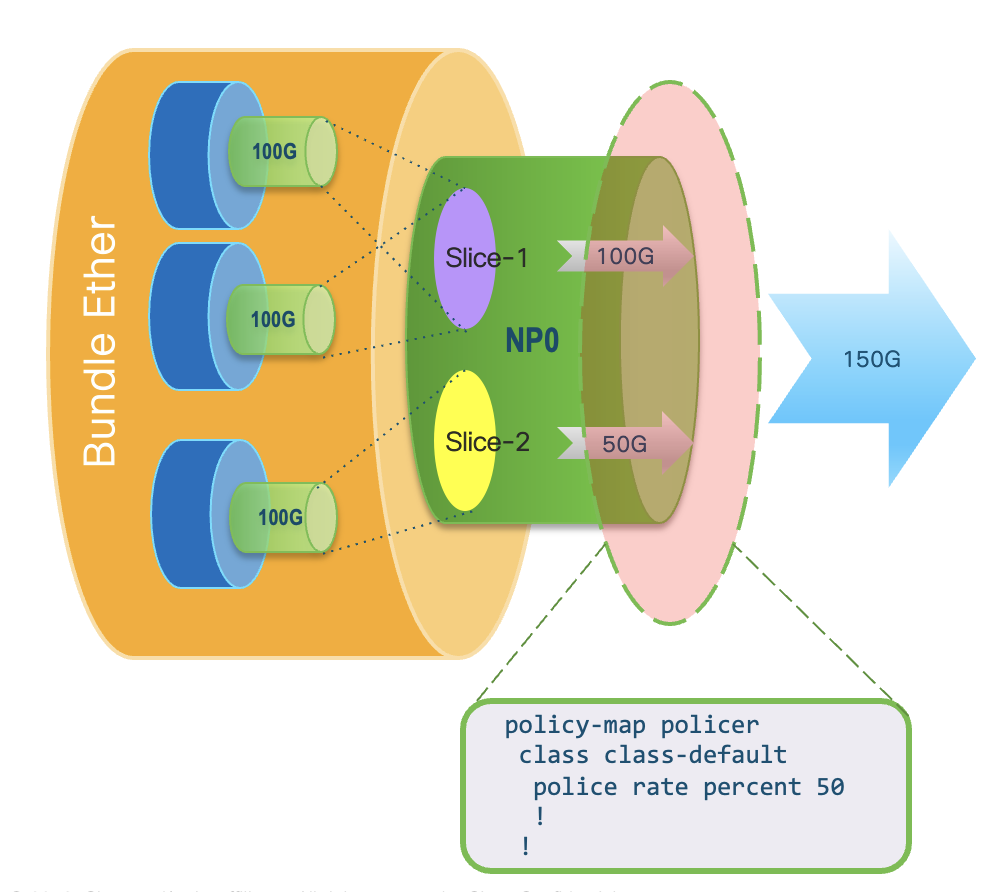 Bundle Ether
100G
100G
100G
Slice-1
100G
NP0
Slice-2
50G
150G
policy-map policer
class class-default
police rate percent 50
!
!